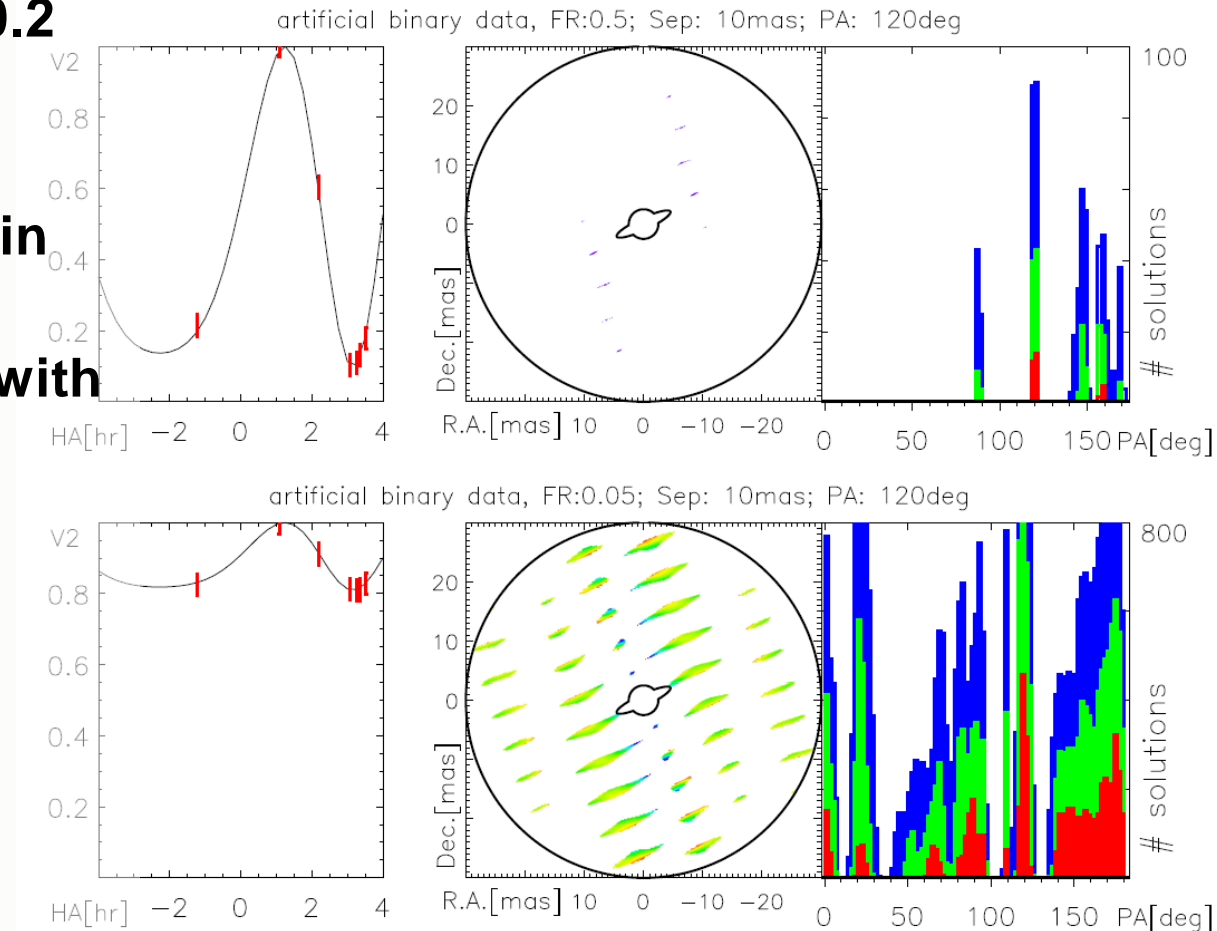 0.2
in
with
artificial binary data, FR:0.5; Sep: 10mas; PA: 120deg
V2
0.8
0.6
0.4
0.2
HA[hr] −2 0 2 4
20
10
0
Dec.[mas]
R.A.[mas] 10 0 −10 −20
100
# solutions
0 50 100 150 PA[deg]
artificial binary data, FR:0.05; Sep: 10mas; PA: 120deg
V2
0.8
0.6
0.4
0.2
HA[hr] −2 0 2 4
20
10
0
Dec.[mas]
R.A.[mas] 10 0 −10 −20
800
# solutions
0 50 100 150 PA[deg]